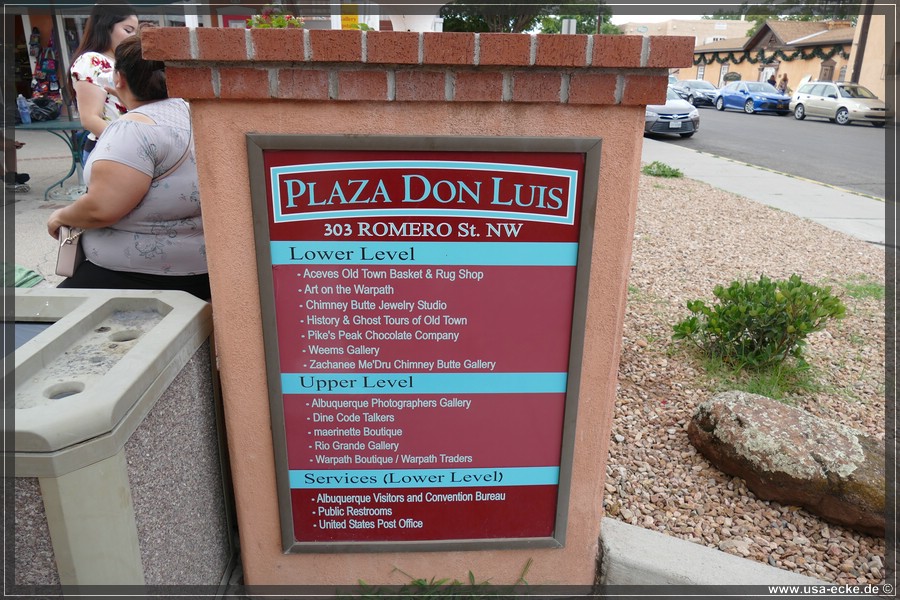 PLAZA DON LUIS
303 ROMERO St. NW
Lower Level
- Aceves Old Town Basket & Rug Shop
- Art on the Warpath
- Chimney Butte Jewelry Studio
- History & Ghost Tours of Old Town
- Pike's Peak Chocolate Company
- Weems Gallery
- Zachanee Me'Dru Chimney Butte Gallery
Upper Level
- Albuquerque Photographers Gallery
- Dine Code Talkers
- maerinette Boutique
- Rio Grande Gallery
- Warpath Boutique / Warpath Traders
Services (Lower Level)
- Albuquerque Visitors and Convention Bureau
- Public Restrooms
- United States Post Office
www.usa-ecke.de ©